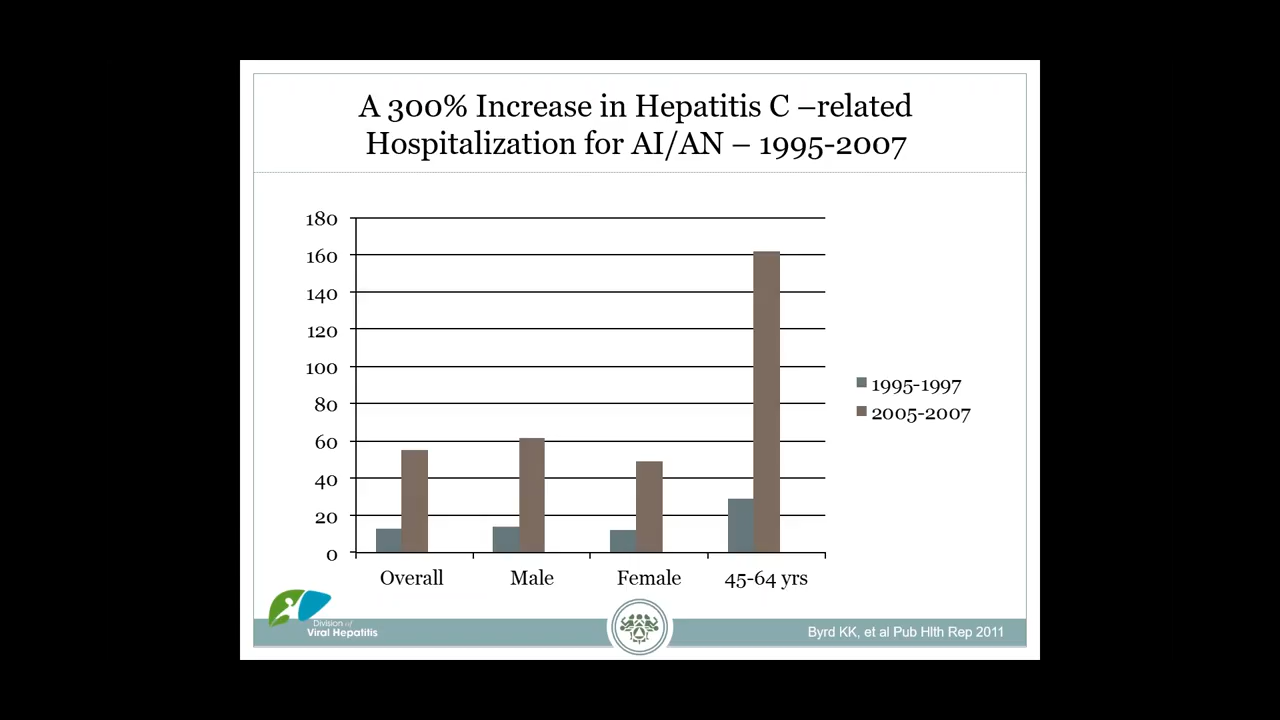 A 300% Increase in Hepatitis C –related
Hospitalization for AI/AN – 1995-2007
180
160
140
120
100
80
60
40
20
0
Overall Male Female 45-64 yrs
1995-1997
2005-2007
Division of
Viral Hepatitis
Byrd KK, et al Pub Hlth Rep 2011